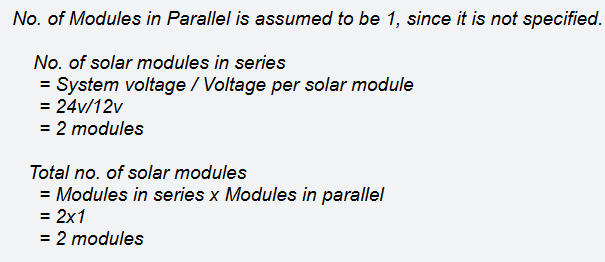 No. of Modules in Parallel is assumed to be 1, since it is not specified.
No. of solar modules in series
= System voltage / Voltage per solar module
= 24v/12v
= 2 modules
Total no. of solar modules
= Modules in series x Modules in parallel
= 2x1
= 2 modules